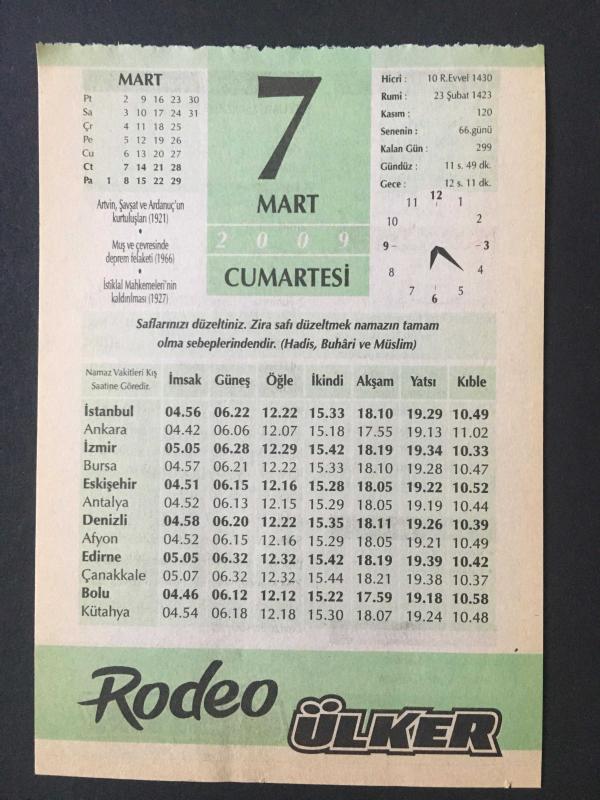 MART
Pt 2 9 16 23 30
Sa 3 10 17 24 31
Çr 4 11 18 25
Pe 5 12 19 26
Cu 6 13 20 27
Ct 7 14 21 28
Pa 1 8 15 22 29
Artvin, Şavşat ve Ardanuç'un
kurtuluşları (1921)
•
Muş ve çevresinde
deprem felaketi (1966)
•
İstiklal Mahkemeleri'nin
kaldırılması (1927)
7
MART
2009
CUMARTESİ
Hicri : 10 R.Evvel 1430
Rumi : 23 Şubat 1423
Kasım : 120
Senenin : 66.günü
Kalan Gün : 299
Gündüz : 11 s. 49 dk.
Gece : 12 s. 11 dk.
11 12 1
10 2
9 3
8 4
7 6 5
Saflarınızı düzeltiniz. Zira safı düzeltmek namazın tamam
olma sebeplerindendir. (Hadis, Buhâri ve Müslim)
Namaz Vakitleri Kış
Saatine Göredir.
İmsak Güneş Öğle İkindi Akşam Yatsı Kıble
İstanbul 04.56 06.22 12.22 15.33 18.10 19.29 10.49
Ankara 04.42 06.06 12.07 15.18 17.55 19.13 11.02
İzmir 05.05 06.28 12.29 15.42 18.19 19.34 10.33
Bursa 04.57 06.21 12.22 15.33 18.10 19.28 10.47
Eskişehir 04.51 06.15 12.16 15.28 18.05 19.22 10.52
Antalya 04.52 06.13 12.15 15.29 18.05 19.19 10.44
Denizli 04.58 06.20 12.22 15.35 18.11 19.26 10.39
Afyon 04.52 06.15 12.16 15.29 18.05 19.21 10.49
Edirne 05.05 06.32 12.32 15.42 18.19 19.39 10.42
Çanakkale 05.07 06.32 12.32 15.44 18.21 19.38 10.37
Bolu 04.46 06.12 12.12 15.22 17.59 19.18 10.58
Kütahya 04.54 06.18 12.18 15.30 18.07 19.24 10.48
Rodeo
ÜLKER